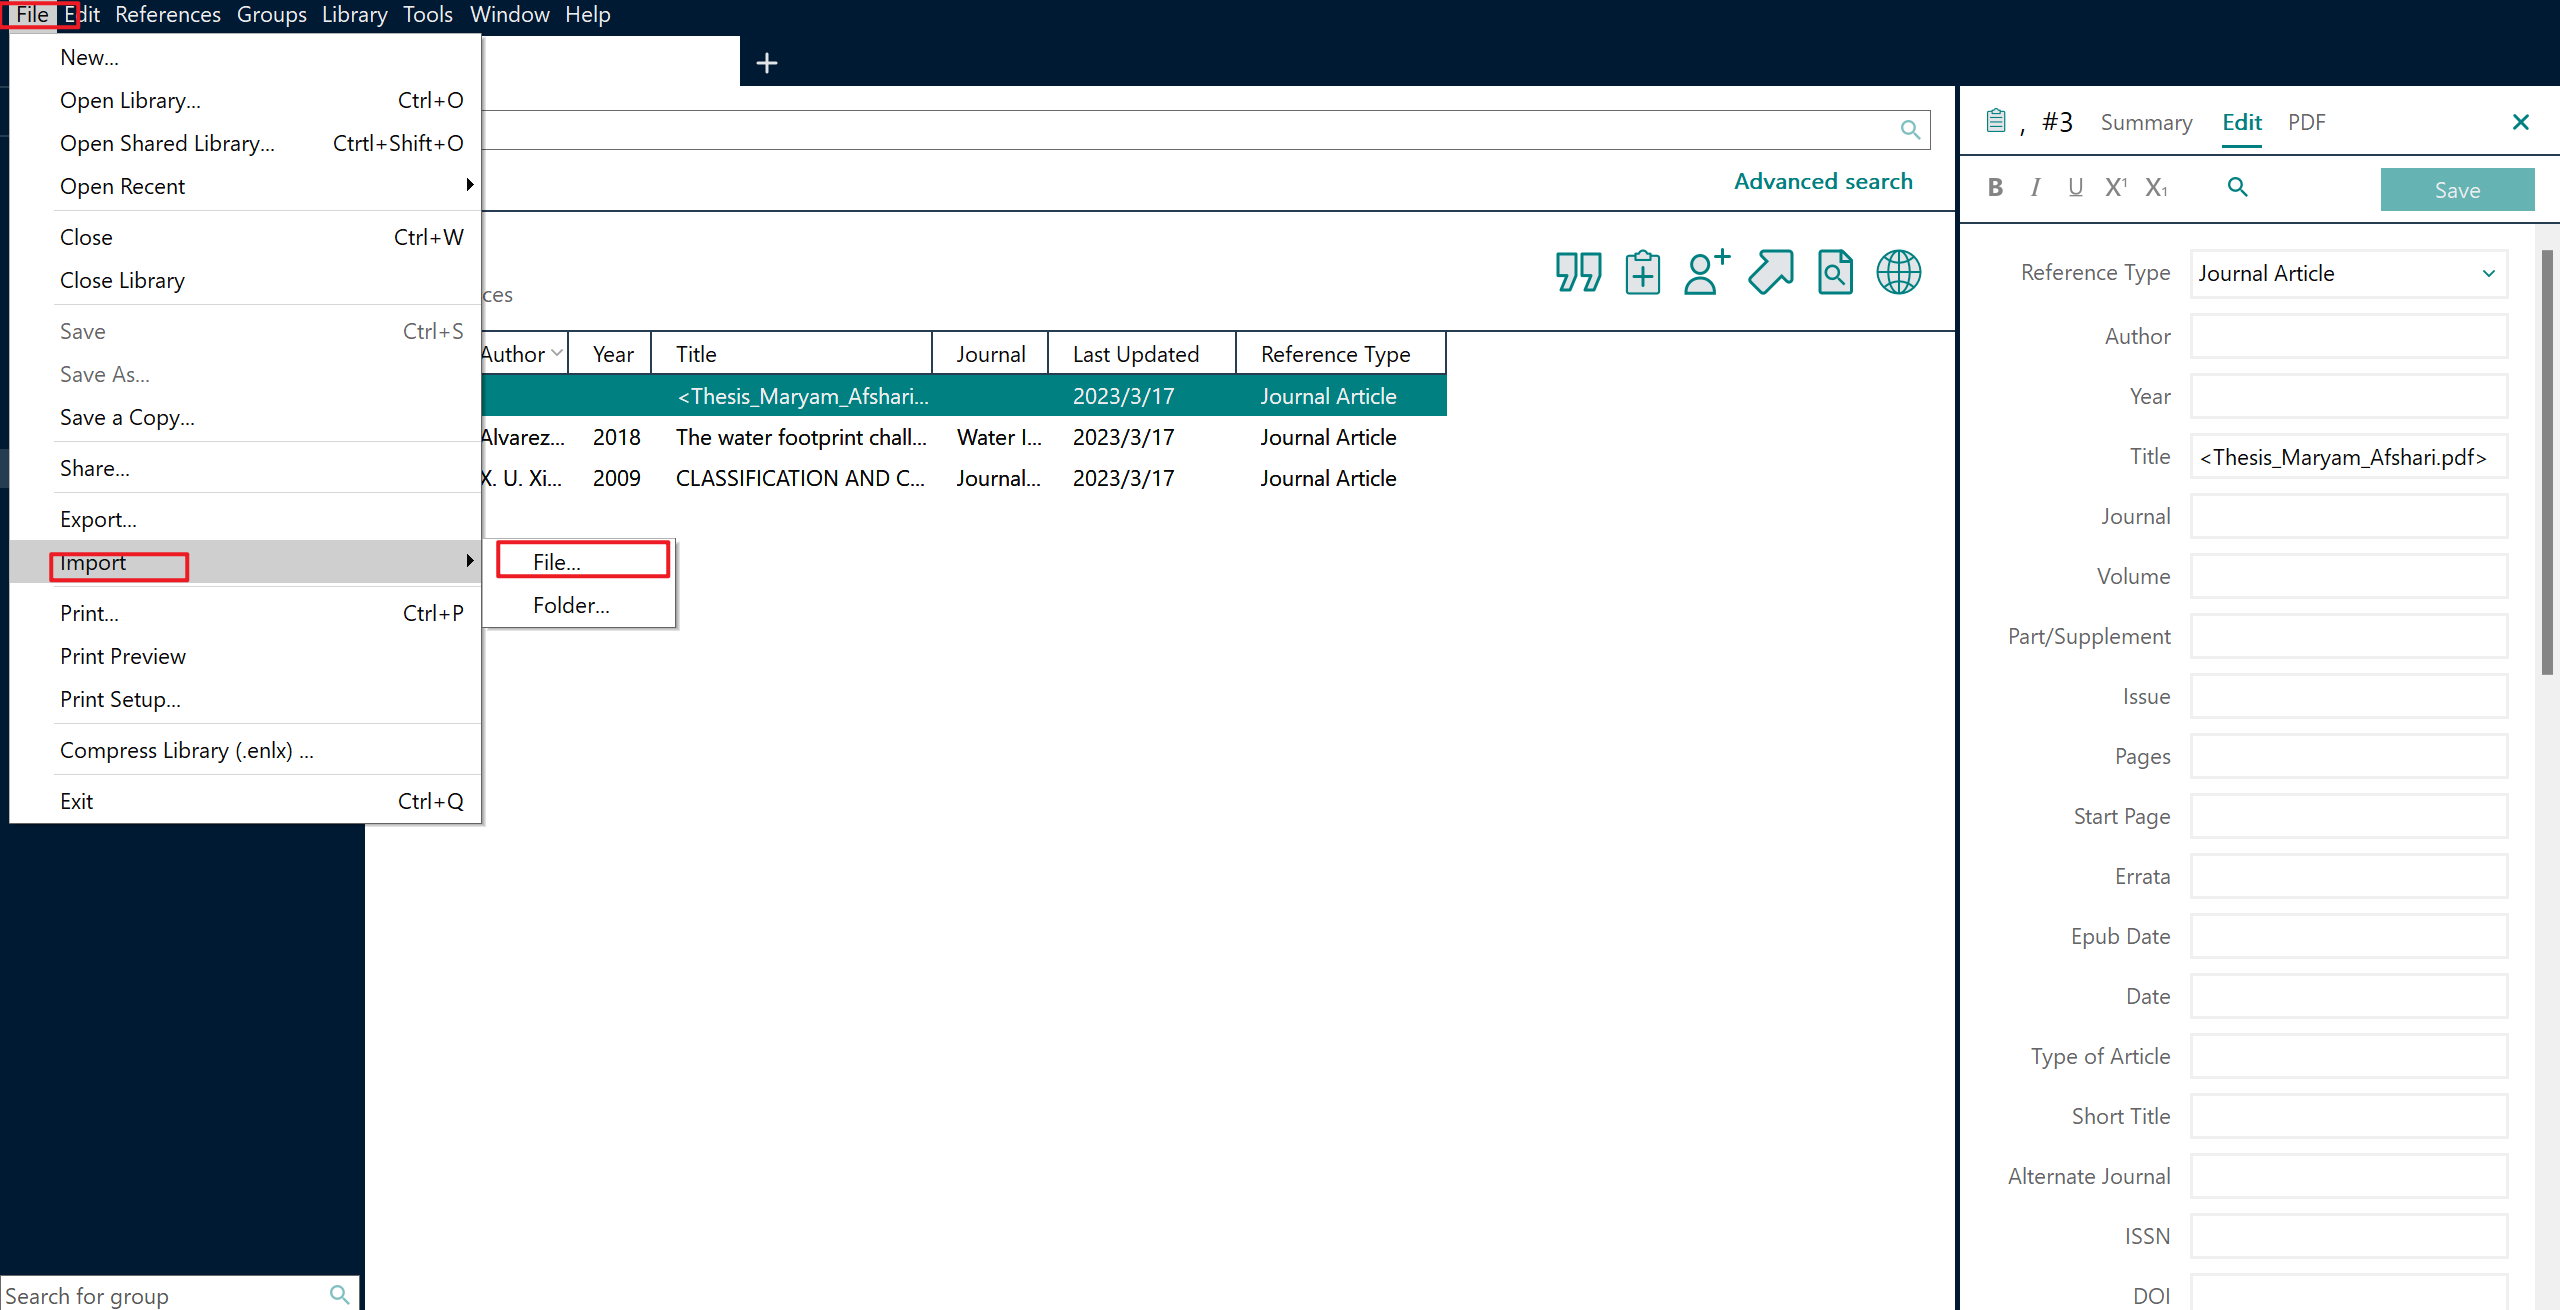 File Edit References Groups Library Tools Window Help
New...
Open Library... Ctrl+O
Open Shared Library... Ctrtl+Shift+O
Open Recent
Close Ctrl+W
Close Library
Save Ctrl+S
Save As...
Save a Copy...
Share...
Export...
Import
File...
Folder...
Print... Ctrl+P
Print Preview
Print Setup...
Compress Library (.enlx) ...
Exit Ctrl+Q
Search for group
+
Advanced search
ces
Author Year Title Journal Last Updated Reference Type
<Thesis_Maryam_Afshari... 2023/3/17 Journal Article
Alvarez... 2018 The water footprint chall... Water I... 2023/3/17 Journal Article
X. U. Xi... 2009 CLASSIFICATION AND C... Journal... 2023/3/17 Journal Article
, #3 Summary Edit PDF
B I U X¹ X₁ Save
Reference Type Journal Article
Author
Year
Title <Thesis_Maryam_Afshari.pdf>
Journal
Volume
Part/Supplement
Issue
Pages
Start Page
Errata
Epub Date
Date
Type of Article
Short Title
Alternate Journal
ISSN
DOI